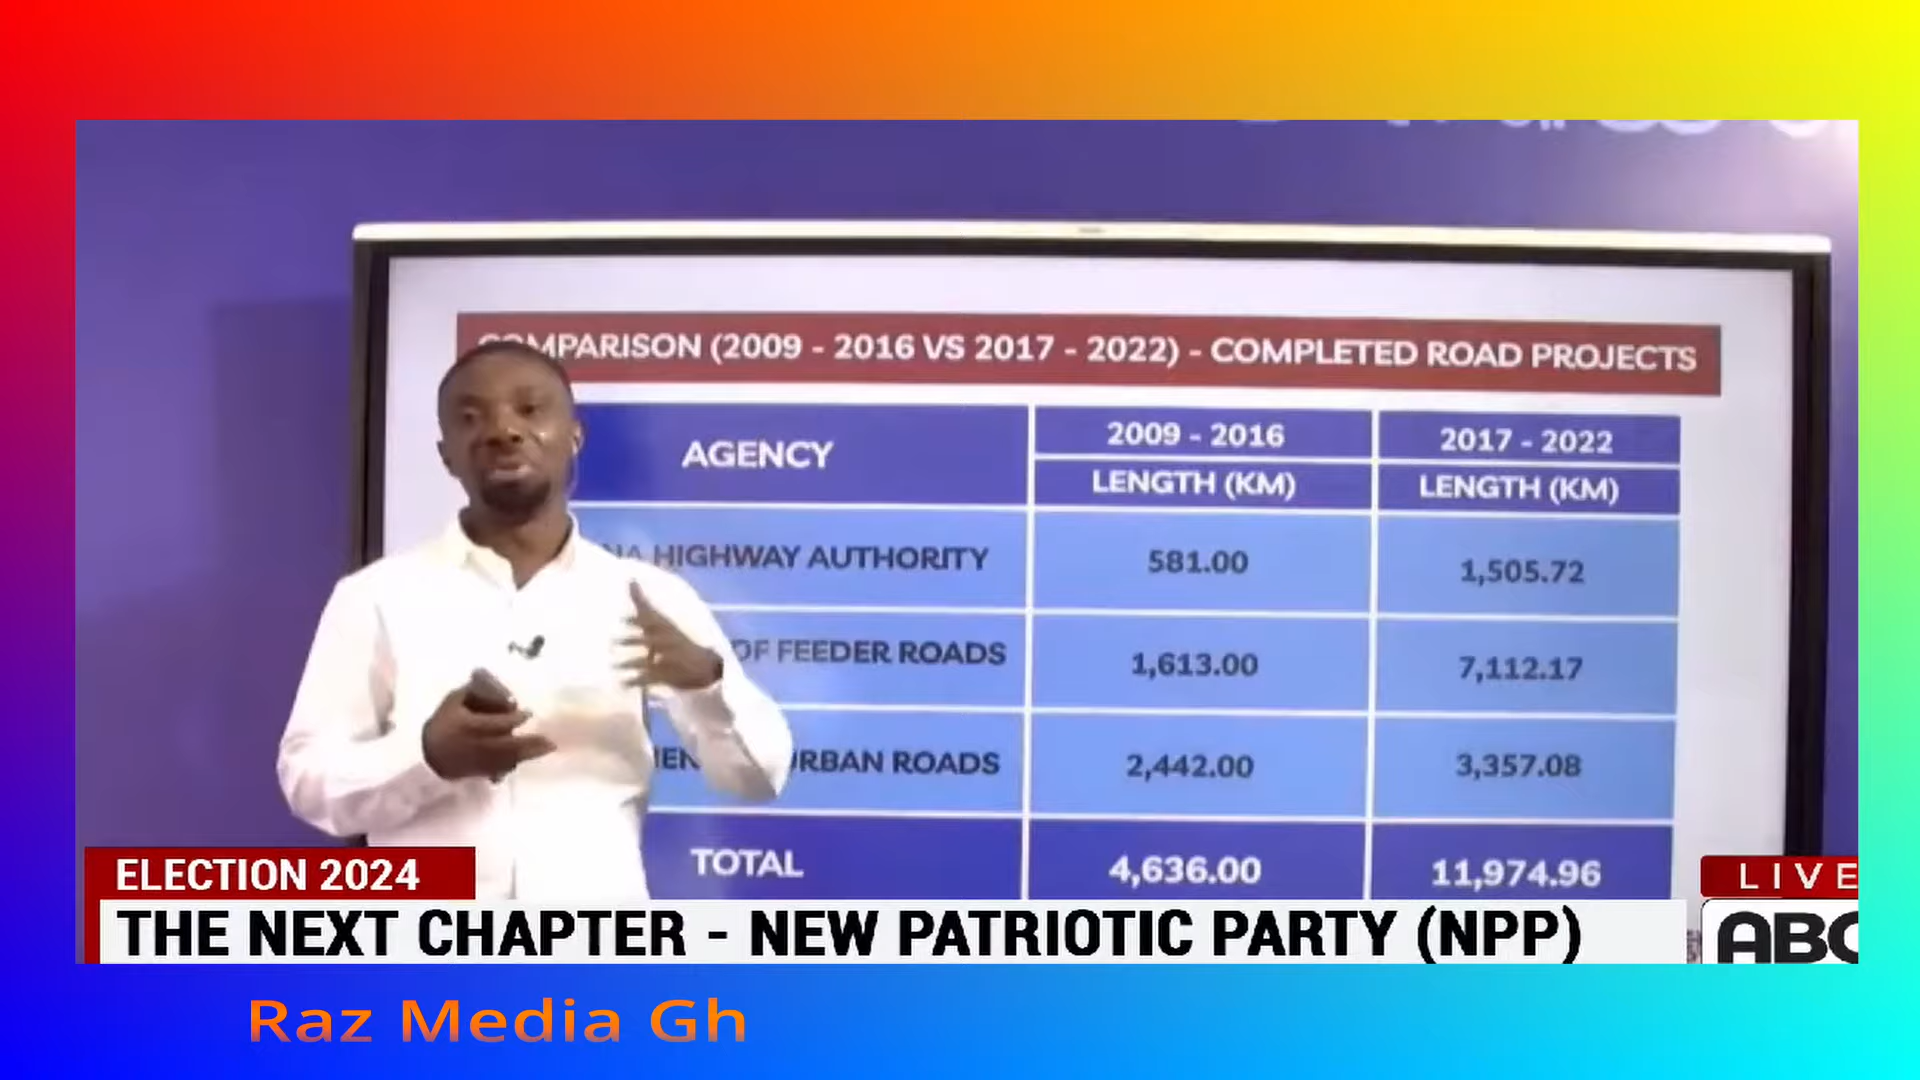 COMPARISON (2009 - 2016 VS 2017 - 2022) - COMPLETED ROAD PROJECTS
AGENCY
2009 - 2016
2017 - 2022
LENGTH (KM)
LENGTH (KM)
HIGHWAY AUTHORITY
581.00
1,505.72
OF FEEDER ROADS
1,613.00
7,112.17
URBAN ROADS
2,442.00
3,357.08
TOTAL
4,636.00
11,974.96
ELECTION 2024
LIVE
THE NEXT CHAPTER - NEW PATRIOTIC PARTY (NPP)
ABC
Raz Media Gh